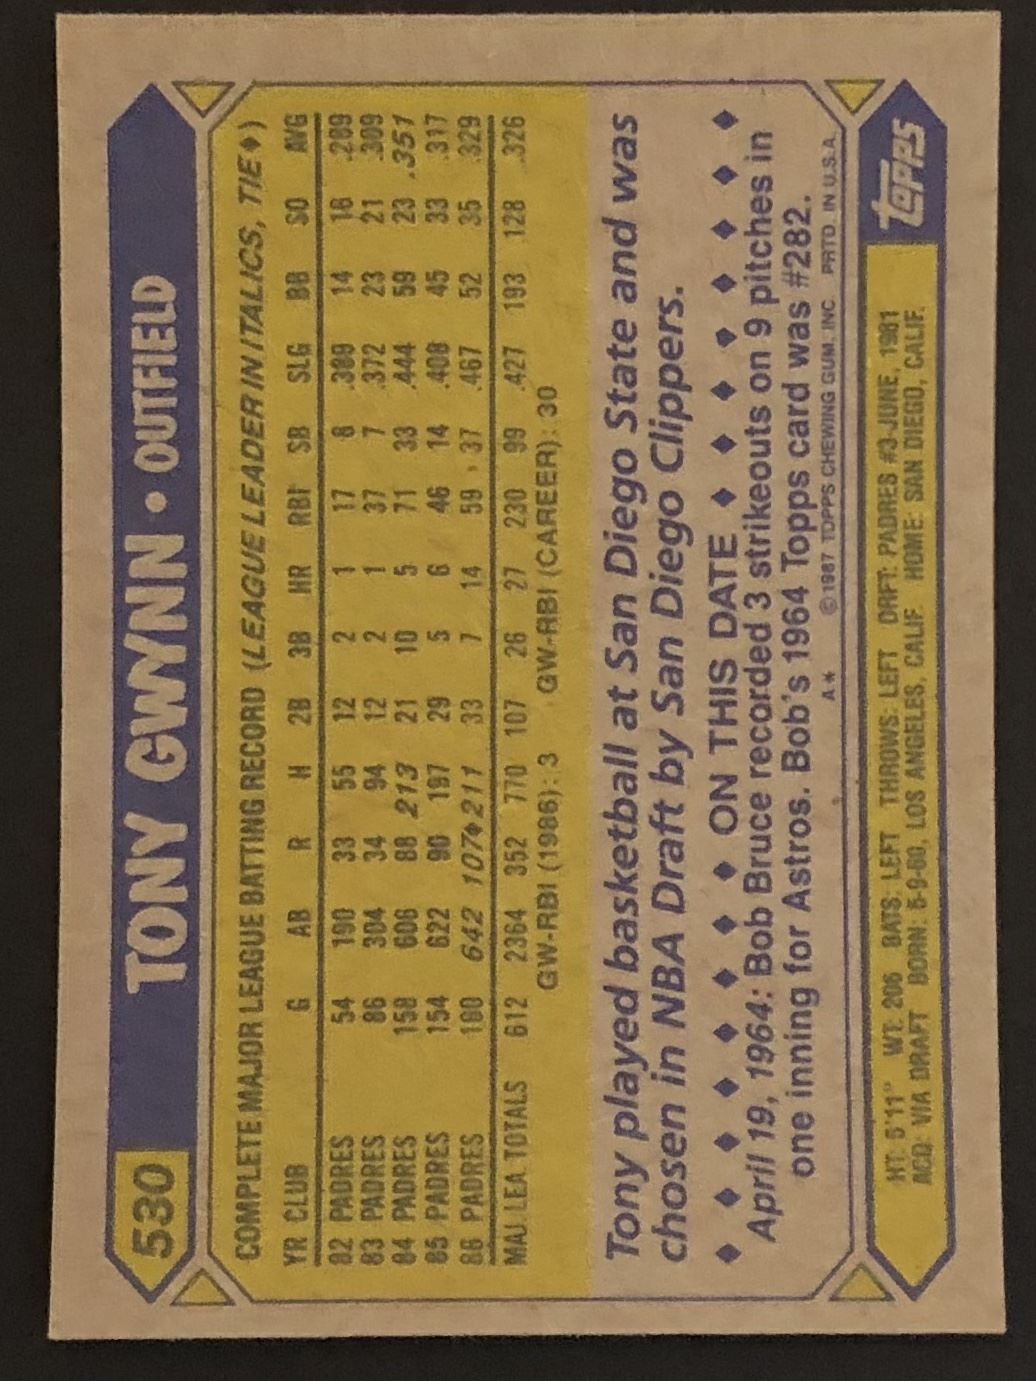 530 TONY GWYNN • OUTFIELD
COMPLETE MAJOR LEAGUE BATTING RECORD (LEAGUE LEADER IN ITALICS, TIE♦)
YR CLUB G AB R H 2B 3B HR RBI SB SLG BB SO AVG
82 PADRES 54 190 33 55 12 2 1 17 8 .389 14 16 .289
83 PADRES 86 304 34 94 12 2 1 37 7 .372 23 21 .309
84 PADRES 158 606 88 213 21 10 5 71 33 .444 59 23 .351
85 PADRES 154 622 90 197 29 5 6 46 14 .408 45 33 .317
86 PADRES 160 642 107♦ 211 33 7 14 59 37 .467 52 35 .329
MAJ. LEA. TOTALS 612 2364 352 770 107 26 27 230 99 .427 193 128 .326
GW-RBI (1986): 3 GW-RBI (CAREER): 30
Tony played basketball at San Diego State and was
chosen in NBA Draft by San Diego Clippers.
♦ ♦ ♦ ♦ ♦ ♦ ♦ ♦ ON THIS DATE ♦ ♦ ♦ ♦ ♦ ♦ ♦ ♦
April 19, 1964: Bob Bruce recorded 3 strikeouts on 9 pitches in
one inning for Astros. Bob's 1964 Topps card was #282.
A* © 1987 TOPPS CHEWING GUM, INC. PRTD. IN U.S.A.
HT: 5'11" WT: 206 BATS: LEFT THROWS: LEFT DRFT: PADRES #3-JUNE, 1981
ACQ: VIA DRAFT BORN: 5-9-60, LOS ANGELES, CALIF. HOME: SAN DIEGO, CALIF.
TOPPS